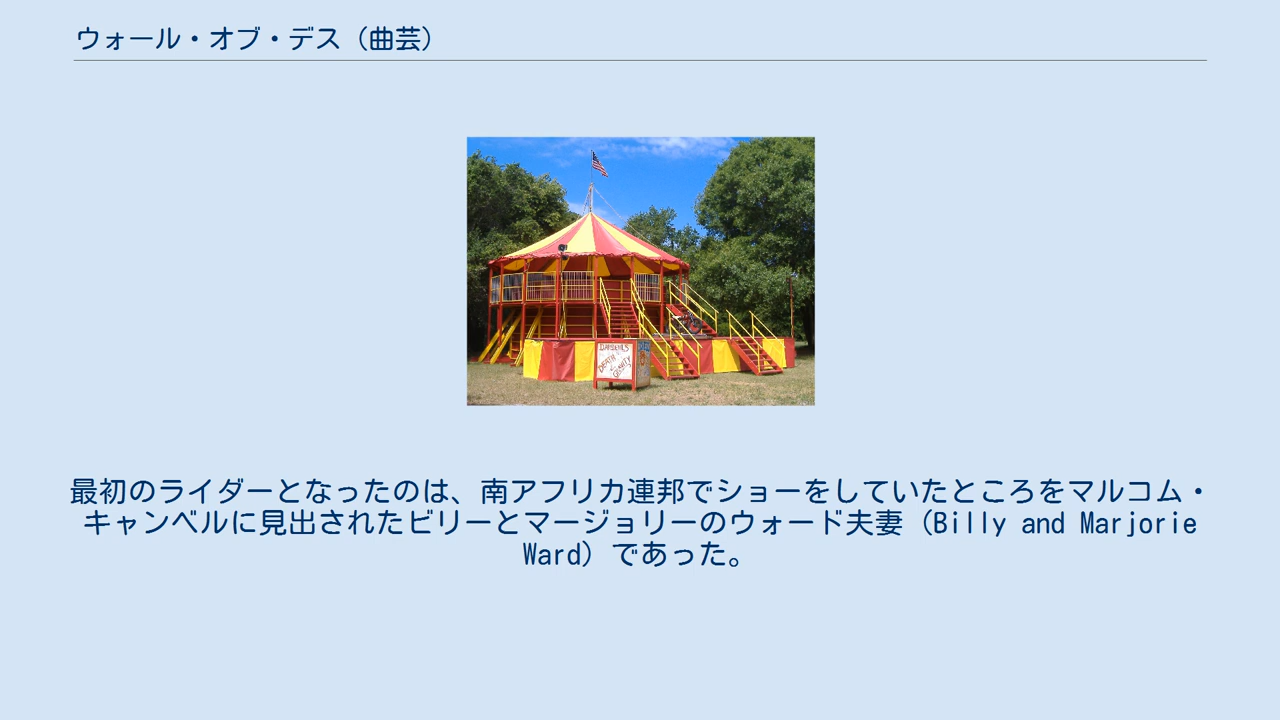 ウォール・オブ・デス（曲芸）
DAREDEVILS
DEATH
GRAVITY
最初のライダーとなったのは、南アフリカ連邦でショーをしていたところをマルコム・
キャンベルに見出されたビリーとマージョリーのウォード夫妻（Billy and Marjorie
Ward）であった。